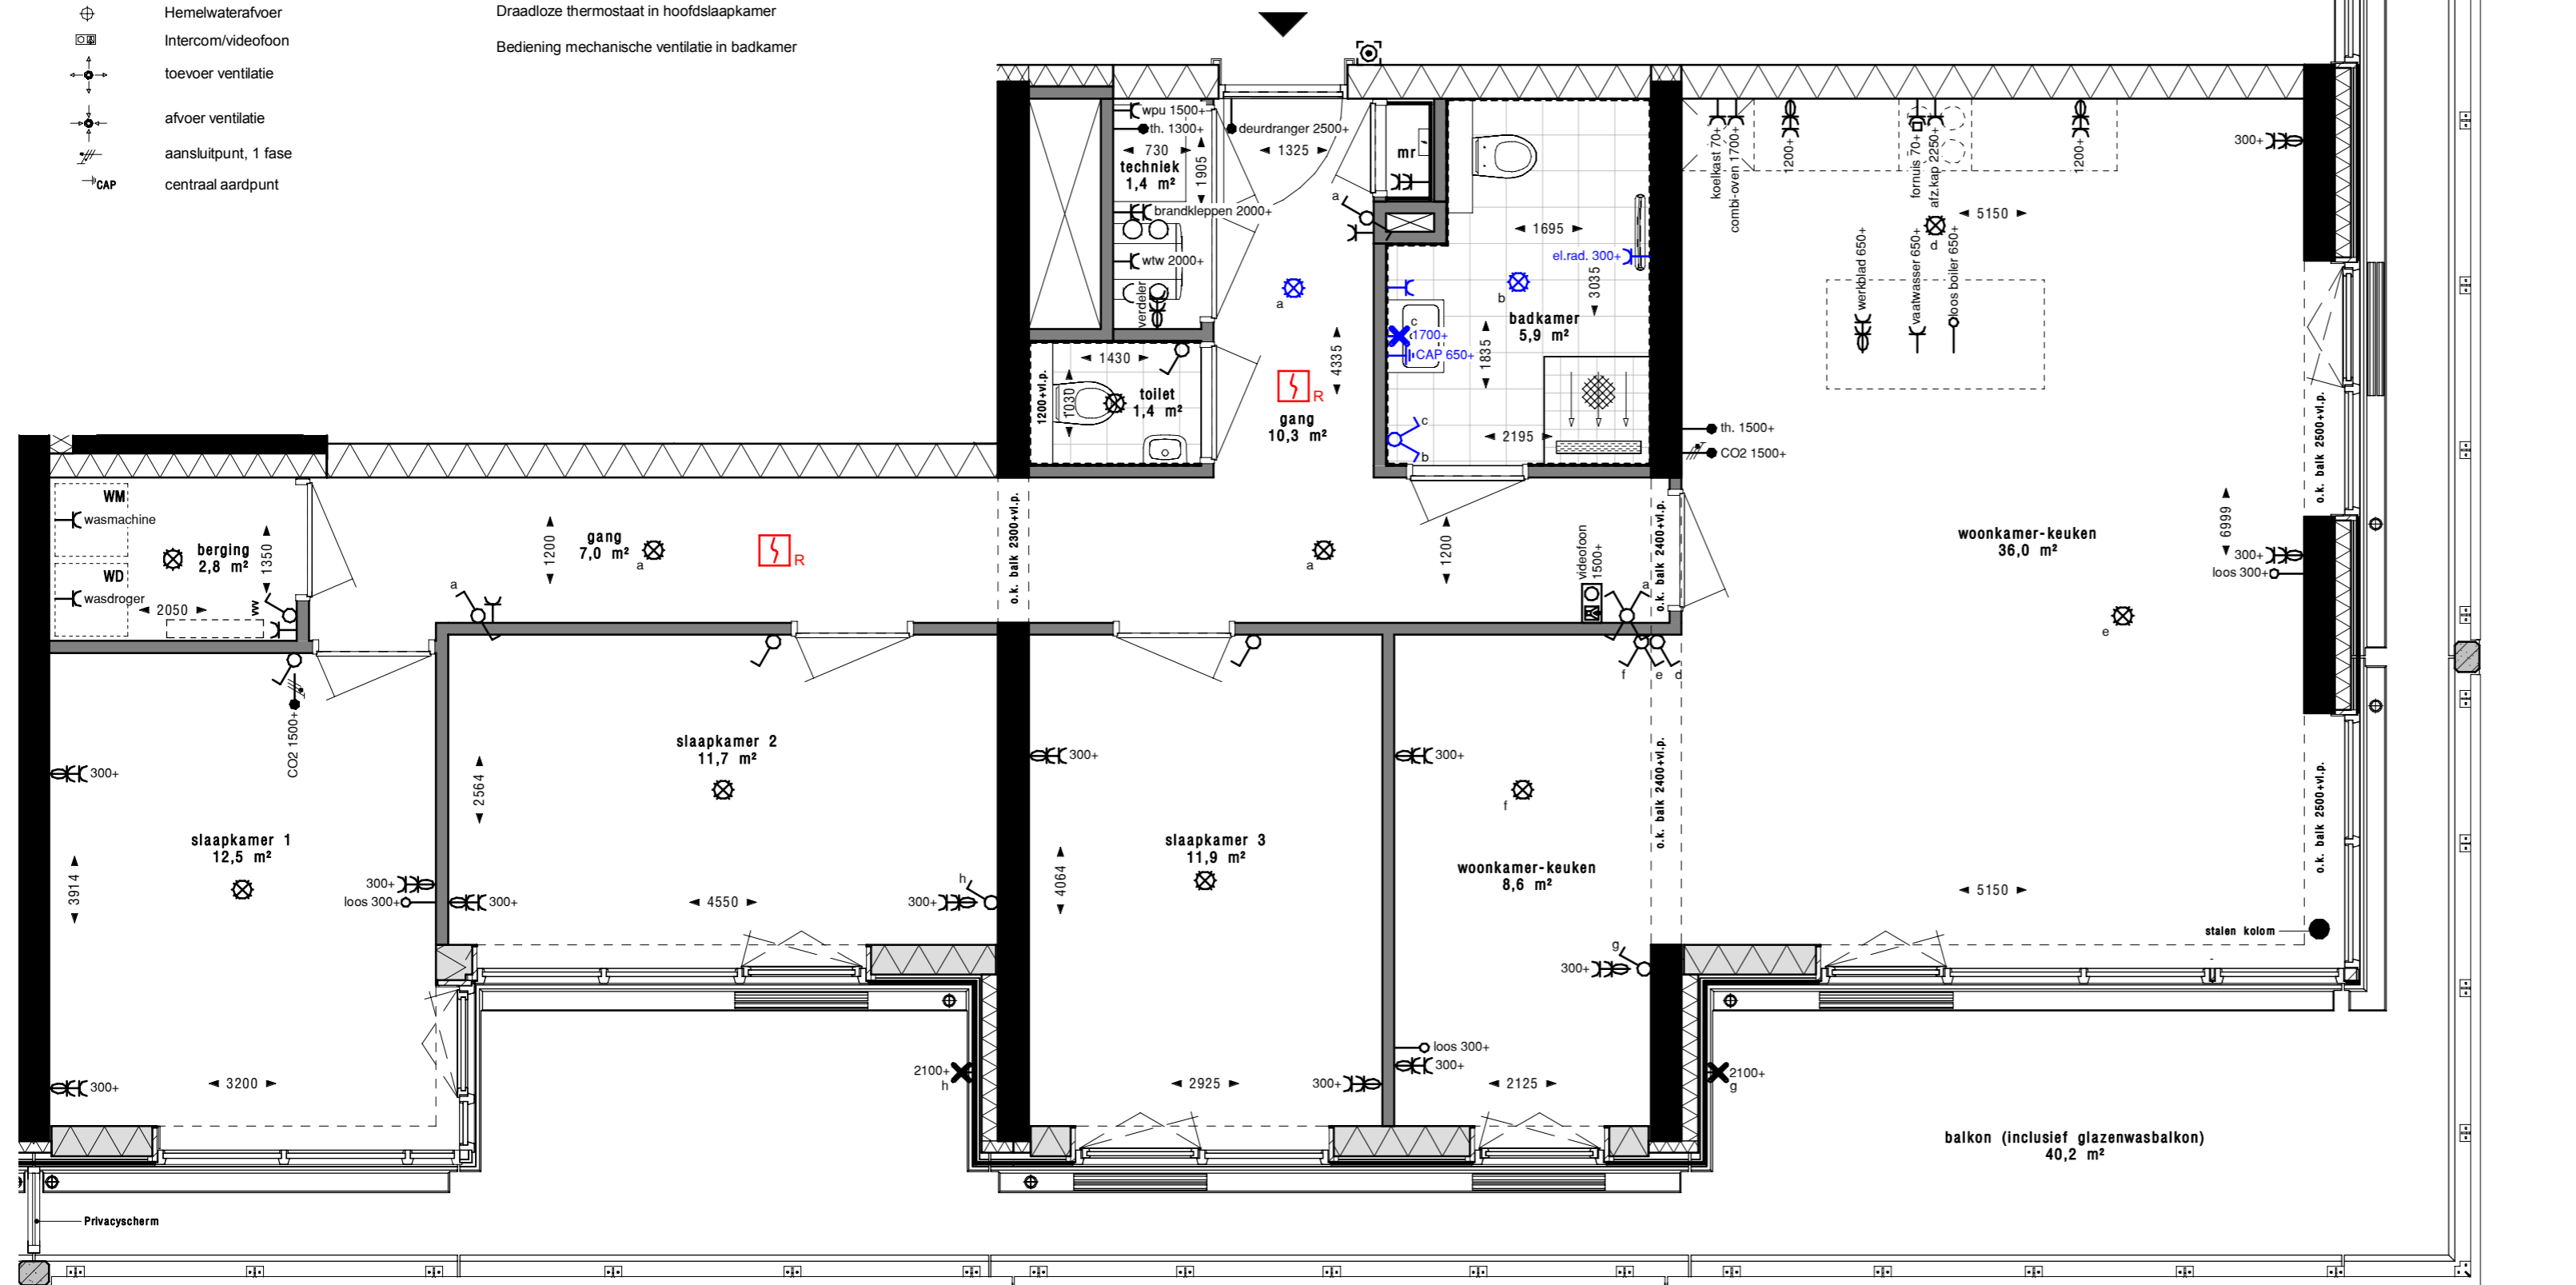 Hemelwaterafvoer
Intercom/videofoon
toevoer ventilatie
afvoer ventilatie
aansluitpunt, 1 fase
CAP
centraal aardpunt
Draadloze thermostaat in hoofdslaapkamer
Bediening mechanische ventilatie in badkamer
wpu 1500+
th. 1300+
730
techniek
1,4 m²
1905
brandkleppen 2000+
wtw 2000+
verdeler
deurdranger 2500+
1325
mr
a
1695
el.rad. 300+
3035
a
b
badkamer
5,9 m²
c
1700+
CAP 650+
1835
2195
c
b
1430
1200+vl.p.
1030
toilet
1,4 m²
4335
R
gang
10,3 m²
koelkast 70+
combi-oven 1700+
1200+
fornuis 70+
afz.kap 2250+
1200+
300+
5150
d
werkblad 650+
vaatwasser 650+
loos boiler 650+
th. 1500+
CO2 1500+
o.k. balk 2500+vl.p.
woonkamer-keuken
36,0 m²
6999
300+
loos 300+
e
WM
wasmachine
WD
wasdroger
berging
2,8 m²
1350
2050
vvv
gang
7,0 m²
a
1200
R
a
o.k. balk 2300+vl.p.
a
1200
videofoon
1500+
a
o.k. balk 2400+vl.p.
f
e
d
CO2 1500+
300+
slaapkamer 1
12,5 m²
3914
300+
loos 300+
300+
3200
slaapkamer 2
11,7 m²
2564
300+
4550
300+
h
300+
slaapkamer 3
11,9 m²
4064
2925
300+
300+
f
woonkamer-keuken
8,6 m²
o.k. balk 2400+vl.p.
g
300+
loos 300+
300+
2125
5150
o.k. balk 2500+vl.p.
stalen kolom
2100+
h
2100+
g
balkon (inclusief glazenwasbalkon)
40,2 m²
Privacyscherm